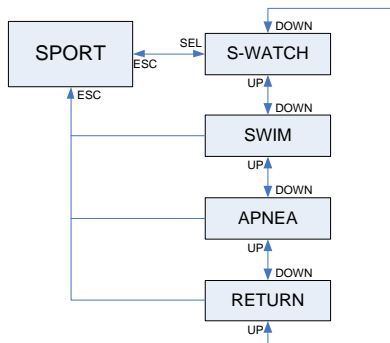 DOWN
SPORT
SEL
ESC
S-WATCH
UP
DOWN
ESC
SWIM
UP
DOWN
APNEA
UP
DOWN
RETURN
UP